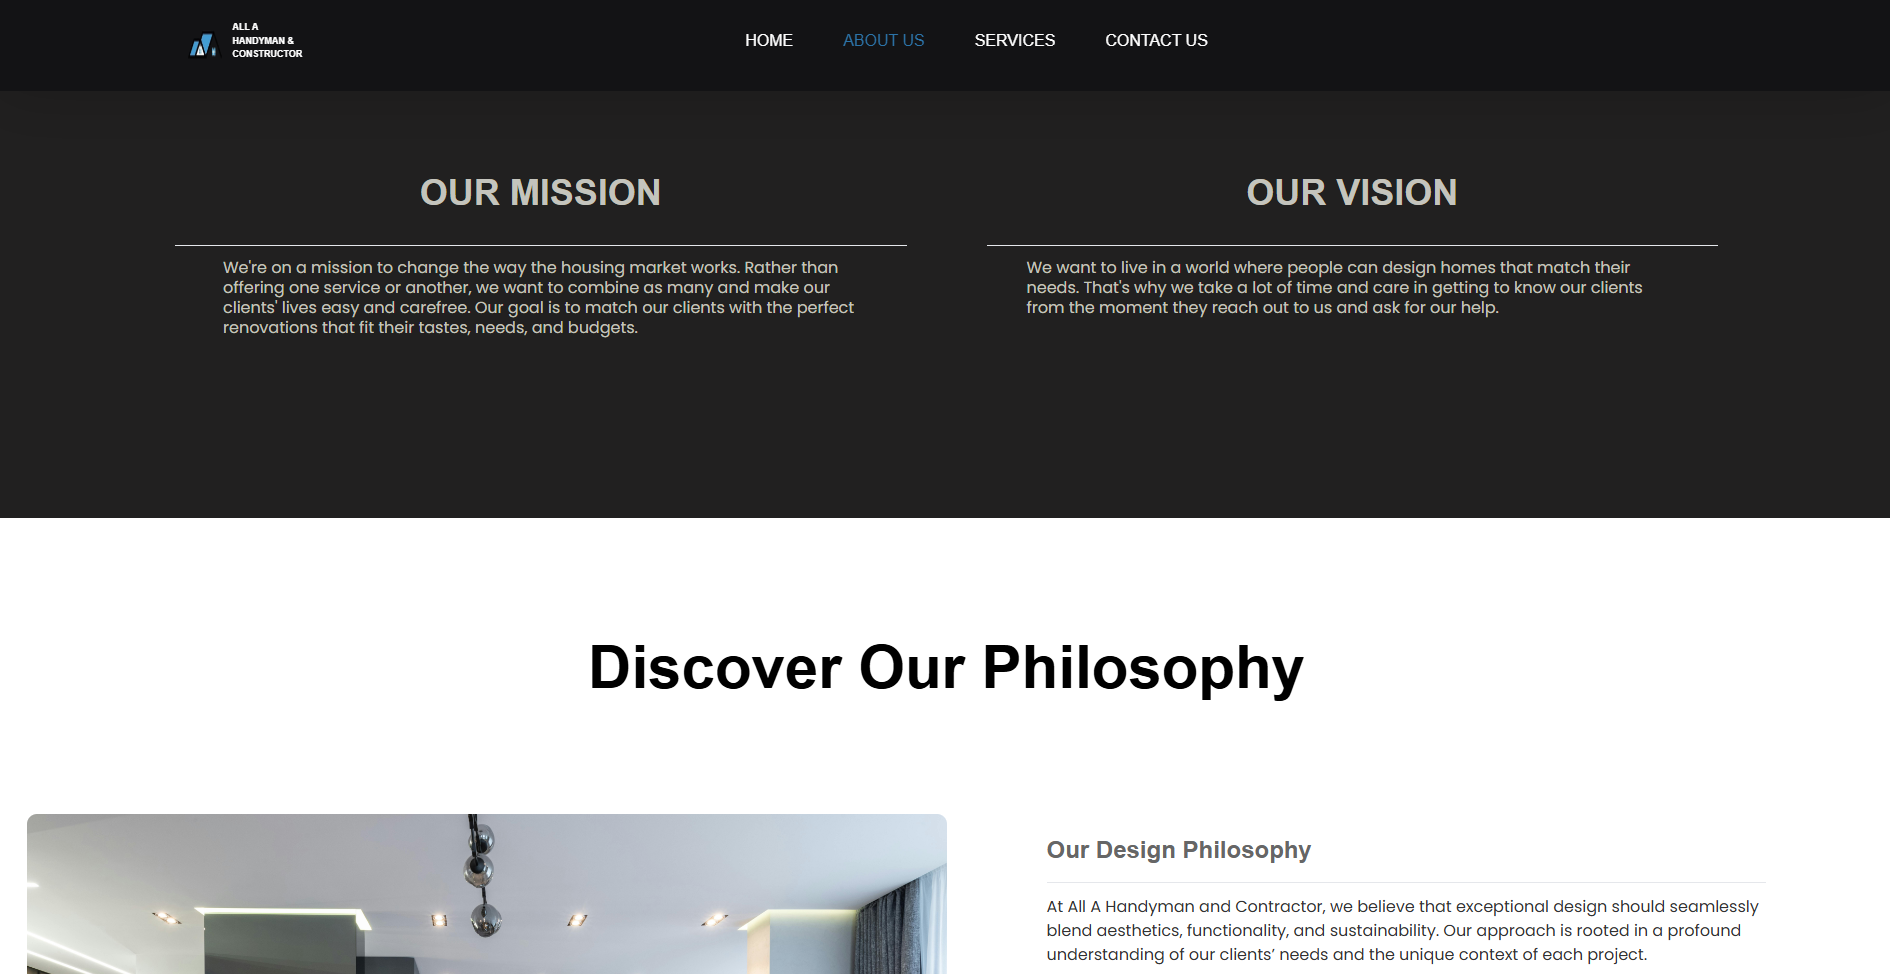 ALL A
HANDYMAN &
CONSTRUCTOR
HOME
ABOUT US
SERVICES
CONTACT US
OUR MISSION
We're on a mission to change the way the housing market works. Rather than
offering one service or another, we want to combine as many and make our
clients' lives easy and carefree. Our goal is to match our clients with the perfect
renovations that fit their tastes, needs, and budgets.
OUR VISION
We want to live in a world where people can design homes that match their
needs. That's why we take a lot of time and care in getting to know our clients
from the moment they reach out to us and ask for our help.
Discover Our Philosophy
Our Design Philosophy
At All A Handyman and Contractor, we believe that exceptional design should seamlessly
blend aesthetics, functionality, and sustainability. Our approach is rooted in a profound
understanding of our clients’ needs and the unique context of each project.